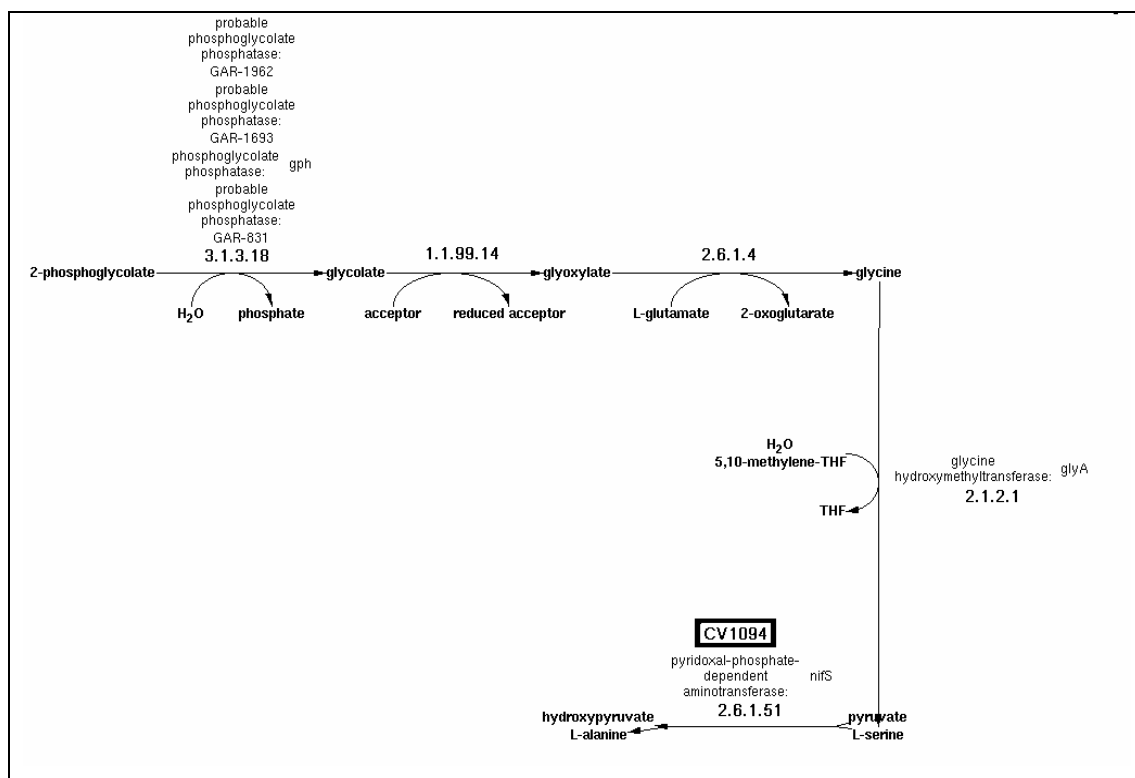 probable
phosphoglycolate
phosphatase:
GAR-1962
probable
phosphoglycolate
phosphatase:
GAR-1693
phosphoglycolate
phosphatase: gph
probable
phosphoglycolate
phosphatase:
GAR-831
3.1.3.18 1.1.99.14 2.6.1.4
2-phosphoglycolate glycolate glyoxylate glycine
H2O phosphate acceptor reduced acceptor L-glutamate 2-oxoglutarate
H2O
5,10-methylene-THF
glycine
hydroxymethyltransferase: glyA
2.1.2.1
THF
CV1094
pyridoxal-phosphate-
dependent nifS
aminotransferase:
2.6.1.51
hydroxypyruvate pyruvate
L-alanine L-serine